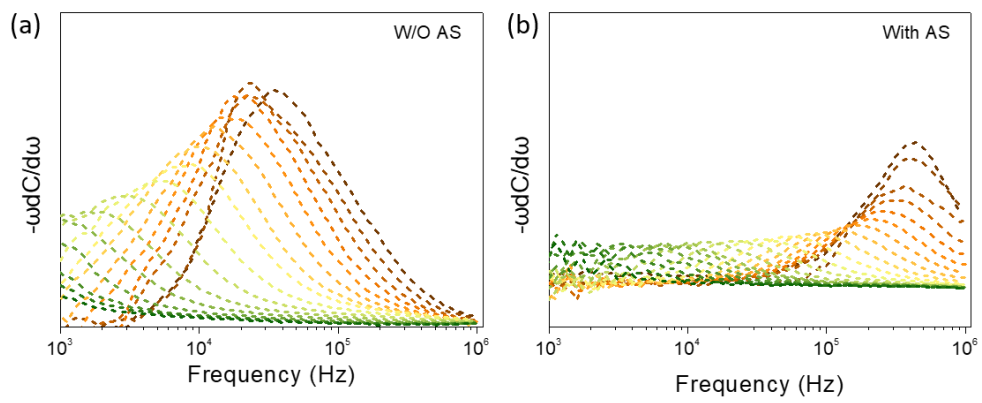 (a)
W/O AS
-ωdC/dω
10³ 10⁴ 10⁵ 10⁶
Frequency (Hz)
(b)
With AS
-ωdC/dω
10³ 10⁴ 10⁵ 10⁶
Frequency (Hz)